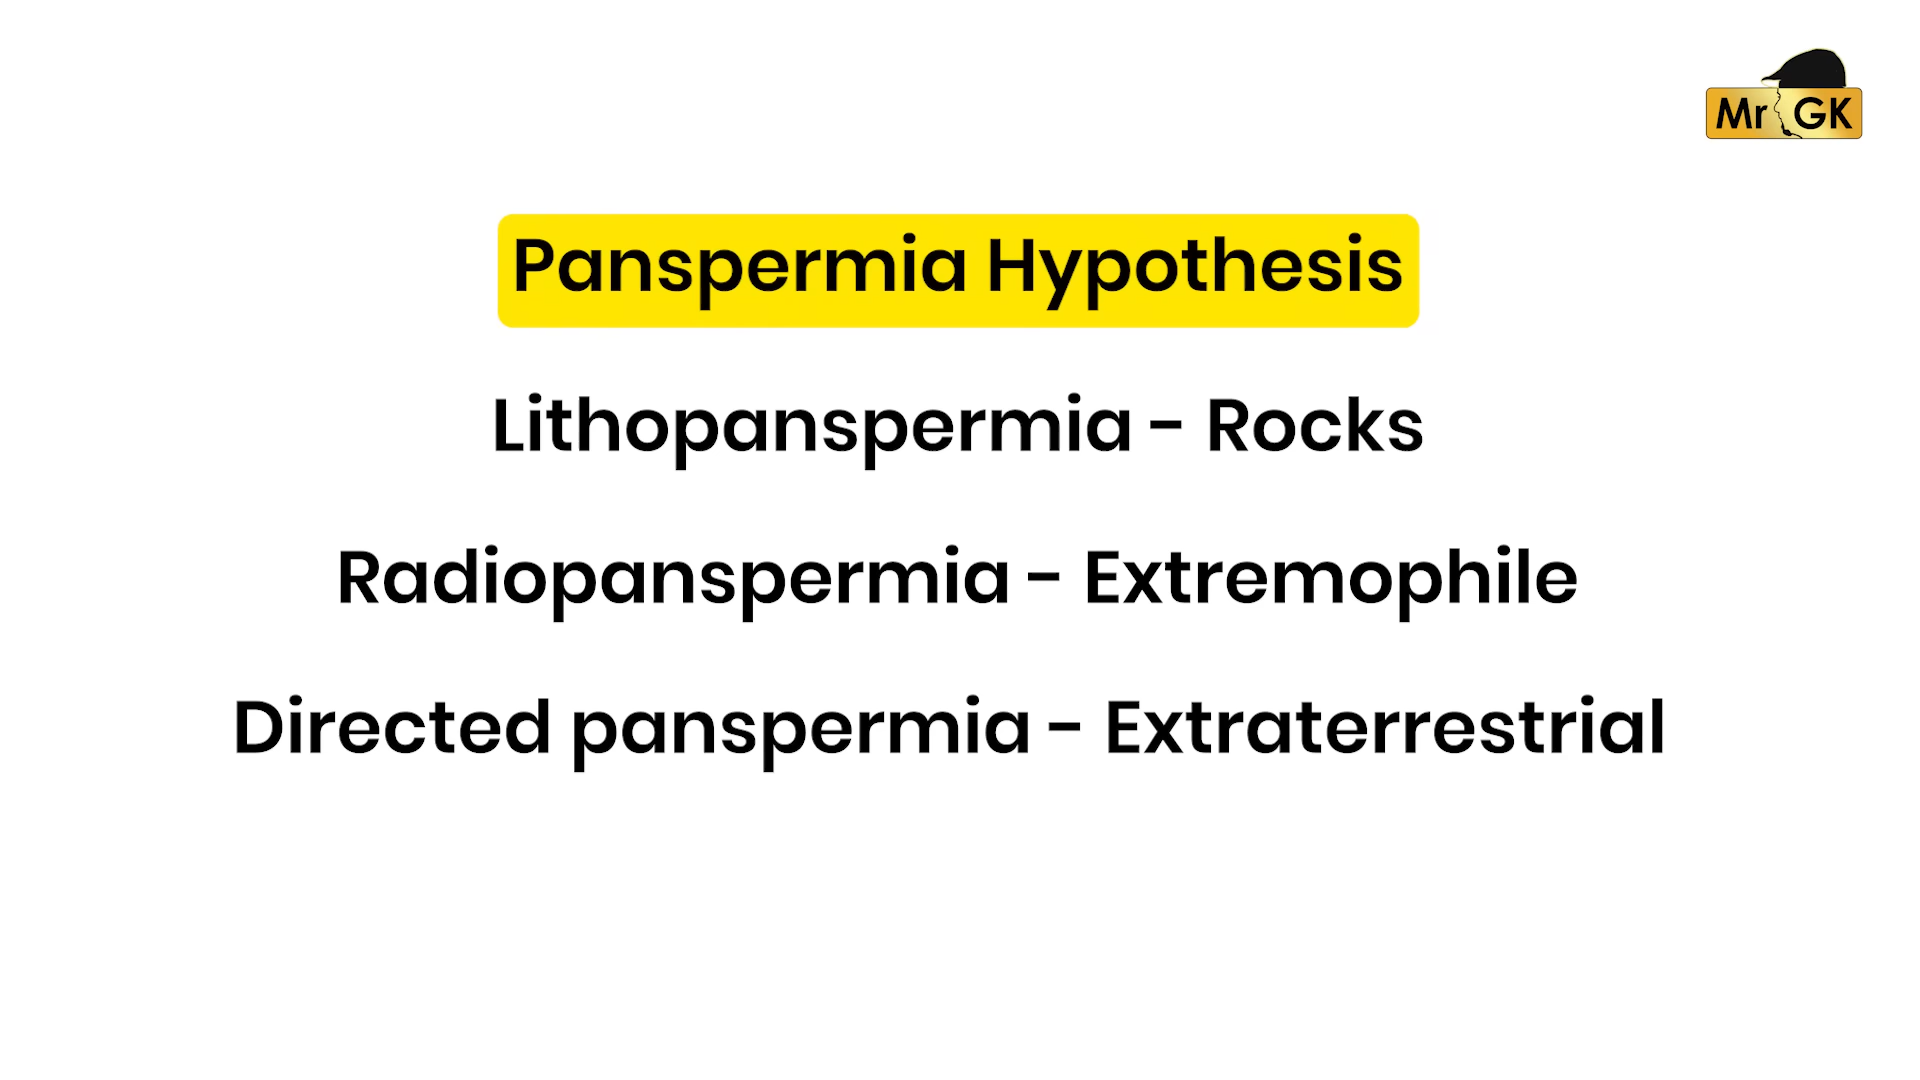 Mr GK
Panspermia Hypothesis
Lithopanspermia - Rocks
Radiopanspermia - Extremophile
Directed panspermia - Extraterrestrial